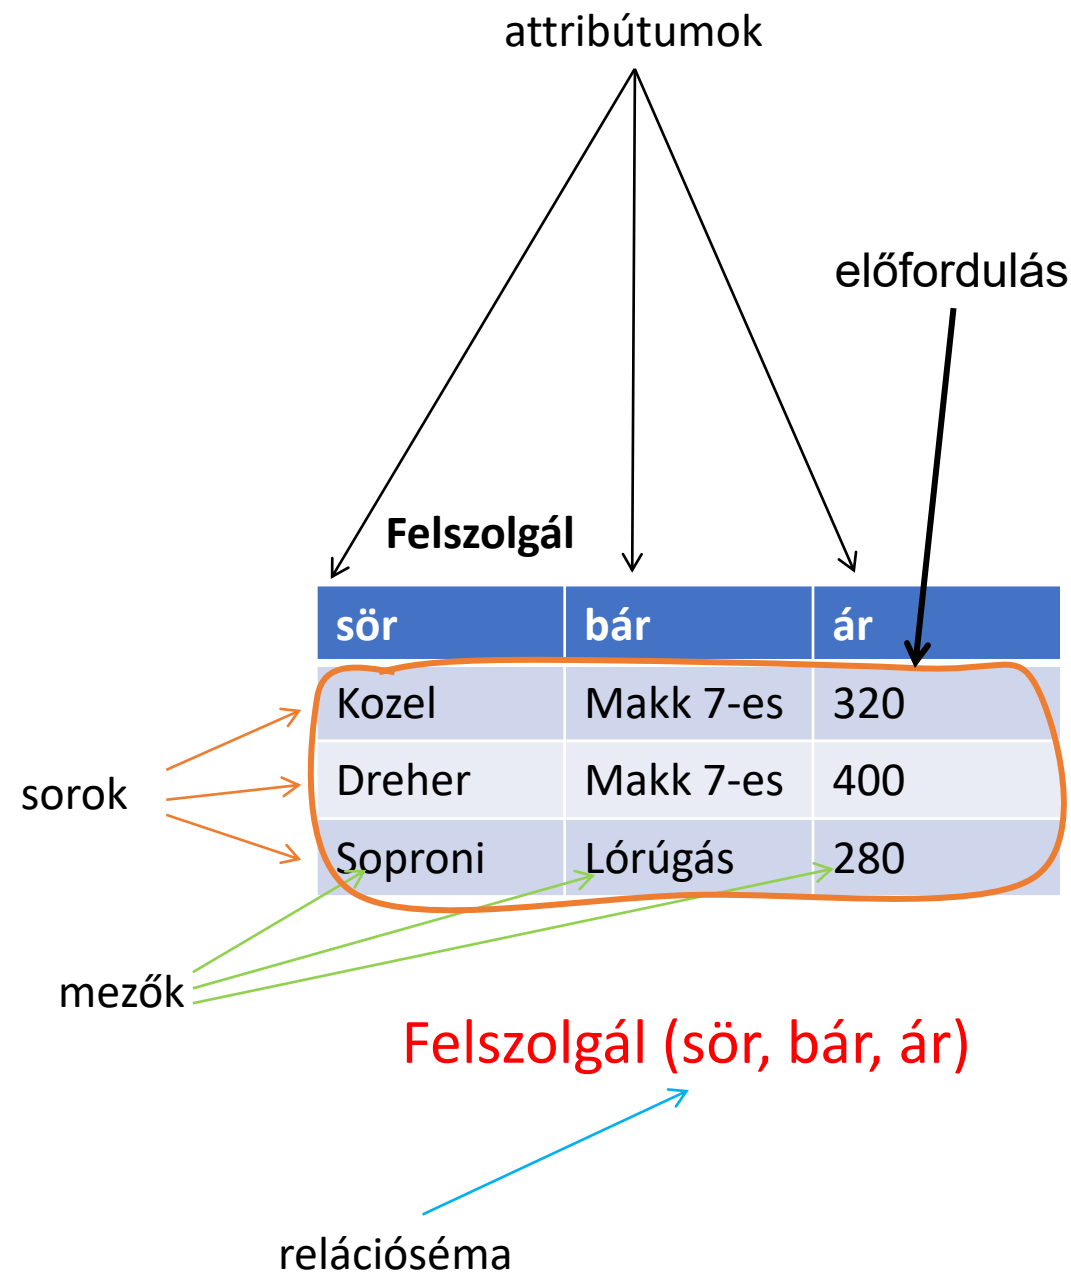 attribútumok
előfordulás
Felszolgál
sör bár ár
Kozel Makk 7-es 320
Dreher Makk 7-es 400
sorok
Soproni Lórúgás 280
mezők
Felszolgál (sör, bár, ár)
relációséma